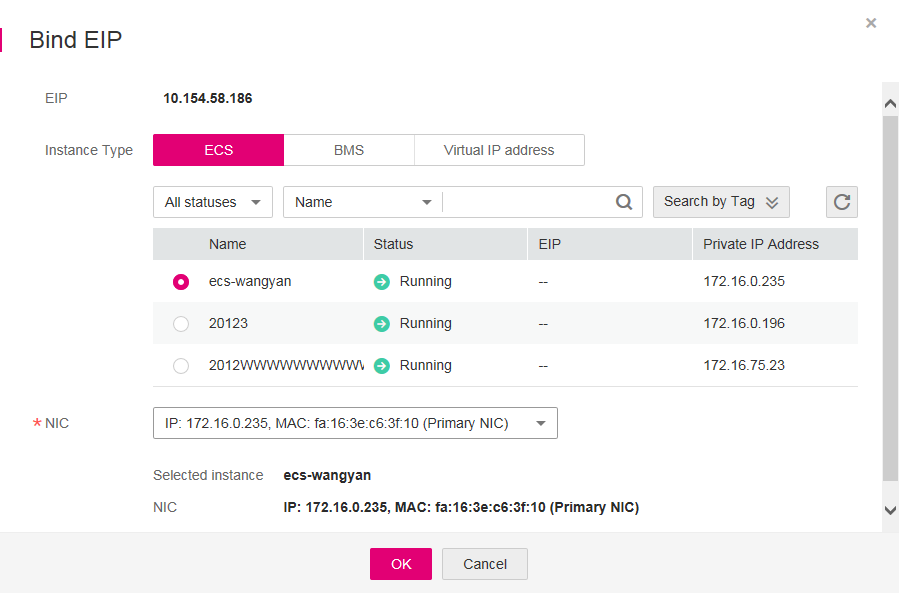 Bind EIP
EIP 10.154.58.186
Instance Type ECS BMS Virtual IP address
All statuses Name Search by Tag
Name Status EIP Private IP Address
ecs-wangyan Running -- 172.16.0.235
20123 Running -- 172.16.0.196
2012WWWWWWWWWW Running -- 172.16.75.23
* NIC IP: 172.16.0.235, MAC: fa:16:3e:c6:3f:10 (Primary NIC)
Selected instance ecs-wangyan
NIC IP: 172.16.0.235, MAC: fa:16:3e:c6:3f:10 (Primary NIC)
OK Cancel